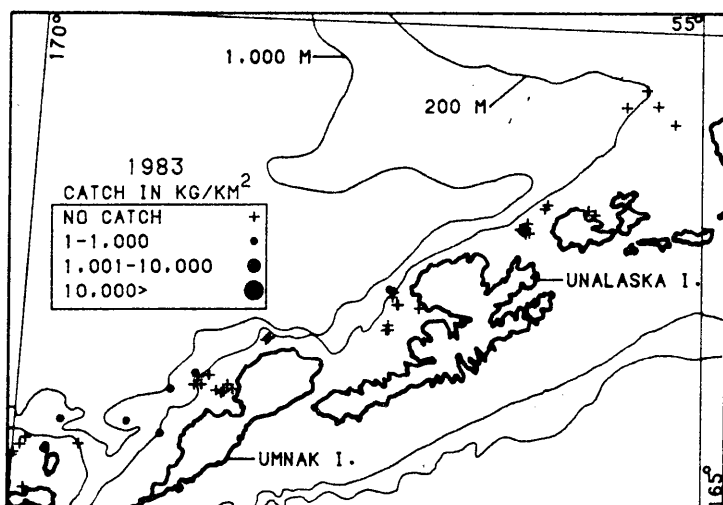 170°
55°
1.000 M
200 M
1983
CATCH IN KG/KM²
NO CATCH +
1-1.000
1.001-10.000
10.000>
UNALASKA I.
UMNAK I.
165°